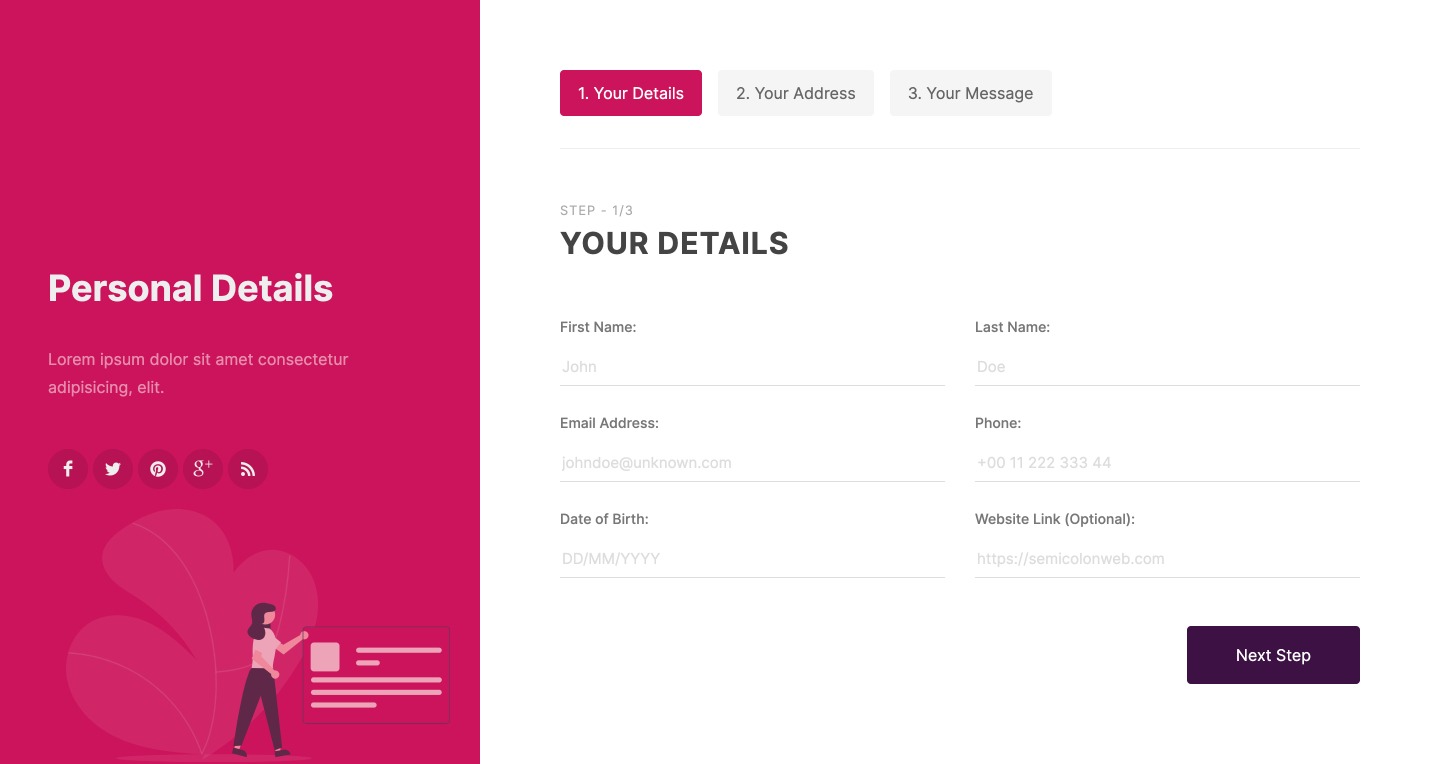 Personal Details
Lorem ipsum dolor sit amet consectetur
adipisicing, elit.
1. Your Details
2. Your Address
3. Your Message
STEP - 1/3
YOUR DETAILS
First Name:
John
Last Name:
Doe
Email Address:
johndoe@unknown.com
Phone:
+00 11 222 333 44
Date of Birth:
DD/MM/YYYY
Website Link (Optional):
https://semicolonweb.com
Next Step